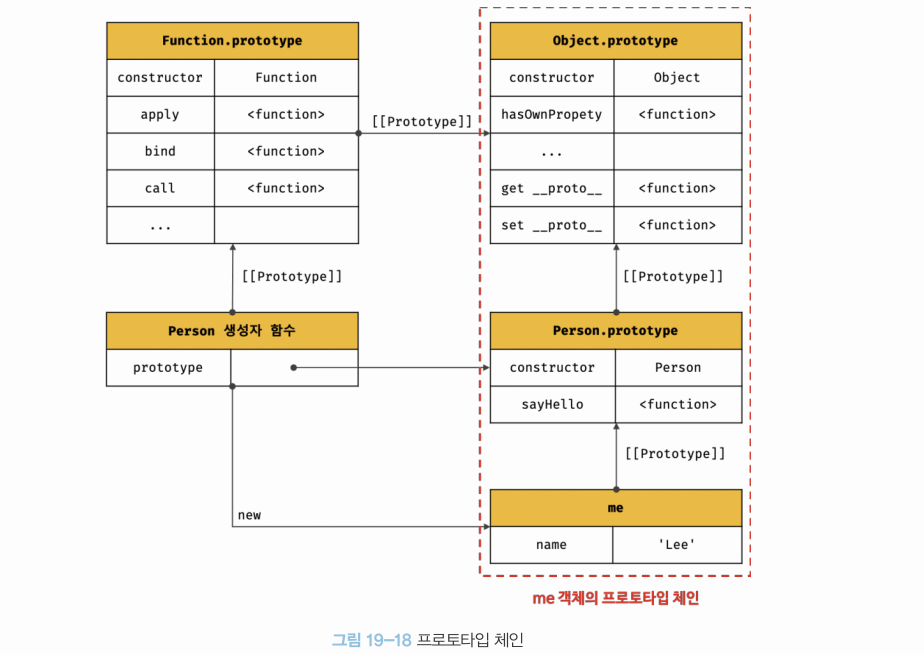 Function.prototype
constructor Function
apply <function>
bind <function>
call <function>
...
[[Prototype]]
Object.prototype
constructor Object
hasOwnPropety <function>
...
get __proto__ <function>
set __proto__ <function>
[[Prototype]]
[[Prototype]]
Person 생성자 함수
prototype
Person.prototype
constructor Person
sayHello <function>
[[Prototype]]
new
me
name 'Lee'
me 객체의 프로토타입 체인
그림 19-18 프로토타입 체인